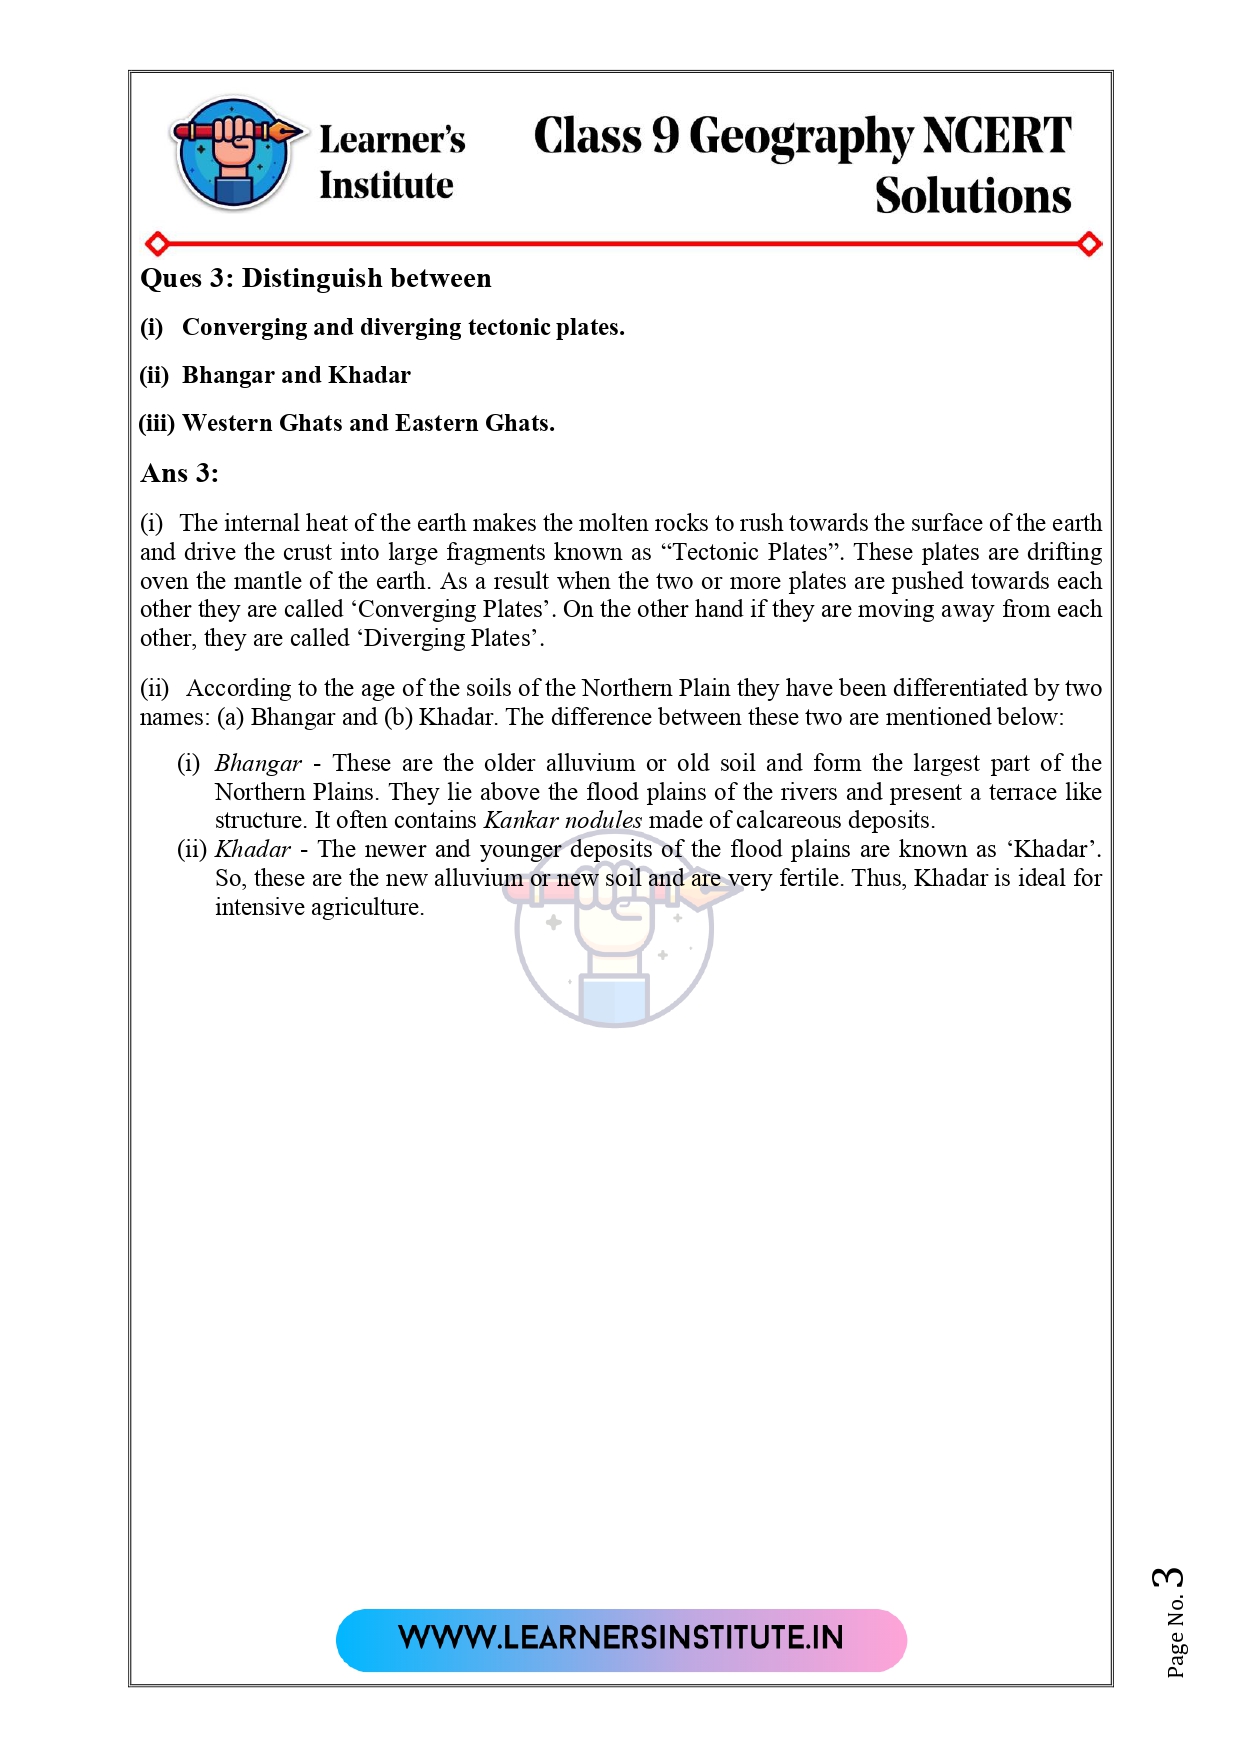 Learner's
Institute
Class 9 Geography NCERT
Solutions
Ques 3: Distinguish between
(i) Converging and diverging tectonic plates.
(ii) Bhangar and Khadar
(iii) Western Ghats and Eastern Ghats.
Ans 3:
(i) The internal heat of the earth makes the molten rocks to rush towards the surface of the earth
and drive the crust into large fragments known as “Tectonic Plates”. These plates are drifting
oven the mantle of the earth. As a result when the two or more plates are pushed towards each
other they are called ‘Converging Plates’. On the other hand if they are moving away from each
other, they are called ‘Diverging Plates’.
(ii) According to the age of the soils of the Northern Plain they have been differentiated by two
names: (a) Bhangar and (b) Khadar. The difference between these two are mentioned below:
(i) Bhangar - These are the older alluvium or old soil and form the largest part of the
Northern Plains. They lie above the flood plains of the rivers and present a terrace like
structure. It often contains Kankar nodules made of calcareous deposits.
(ii) Khadar - The newer and younger deposits of the flood plains are known as ‘Khadar’.
So, these are the new alluvium or new soil and are very fertile. Thus, Khadar is ideal for
intensive agriculture.
WWW.LEARNERSINSTITUTE.IN
Page No. 3